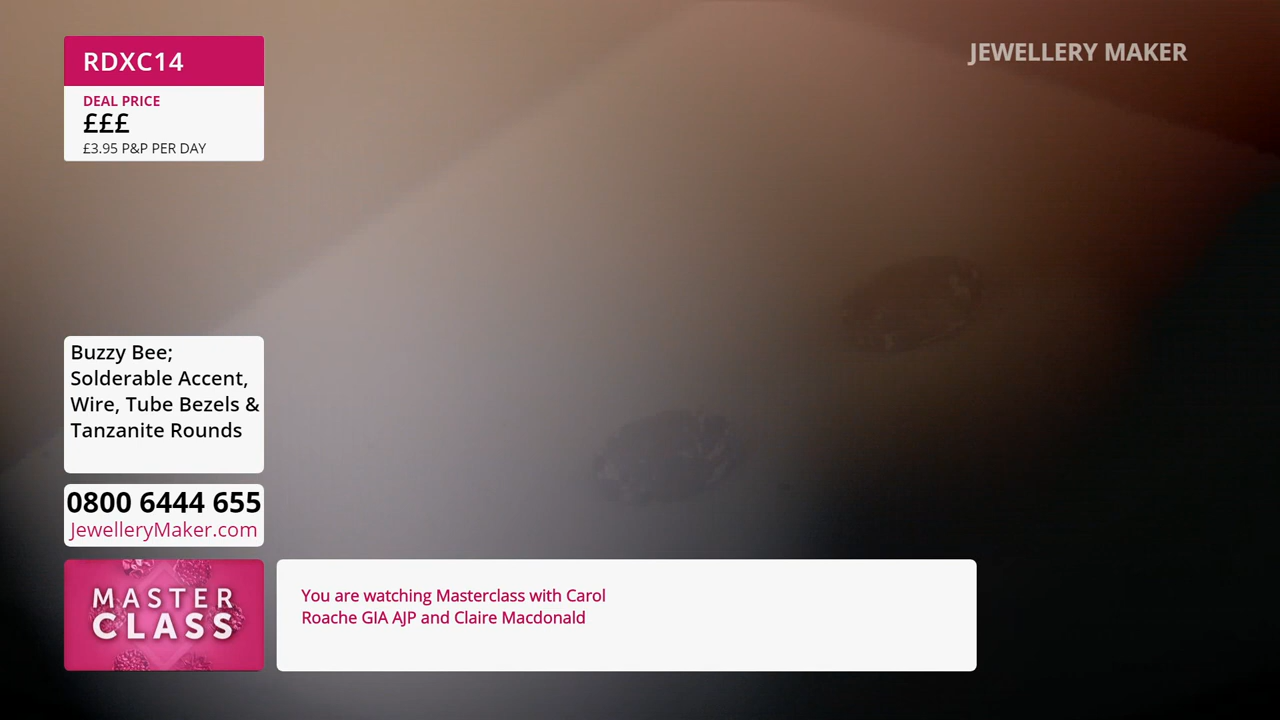 RDXC14
DEAL PRICE
£££
£3.95 P&P PER DAY
JEWELLERY MAKER
Buzzy Bee;
Solderable Accent,
Wire, Tube Bezels &
Tanzanite Rounds
0800 6444 655
JewelleryMaker.com
MASTER
CLASS
You are watching Masterclass with Carol
Roache GIA AJP and Claire Macdonald